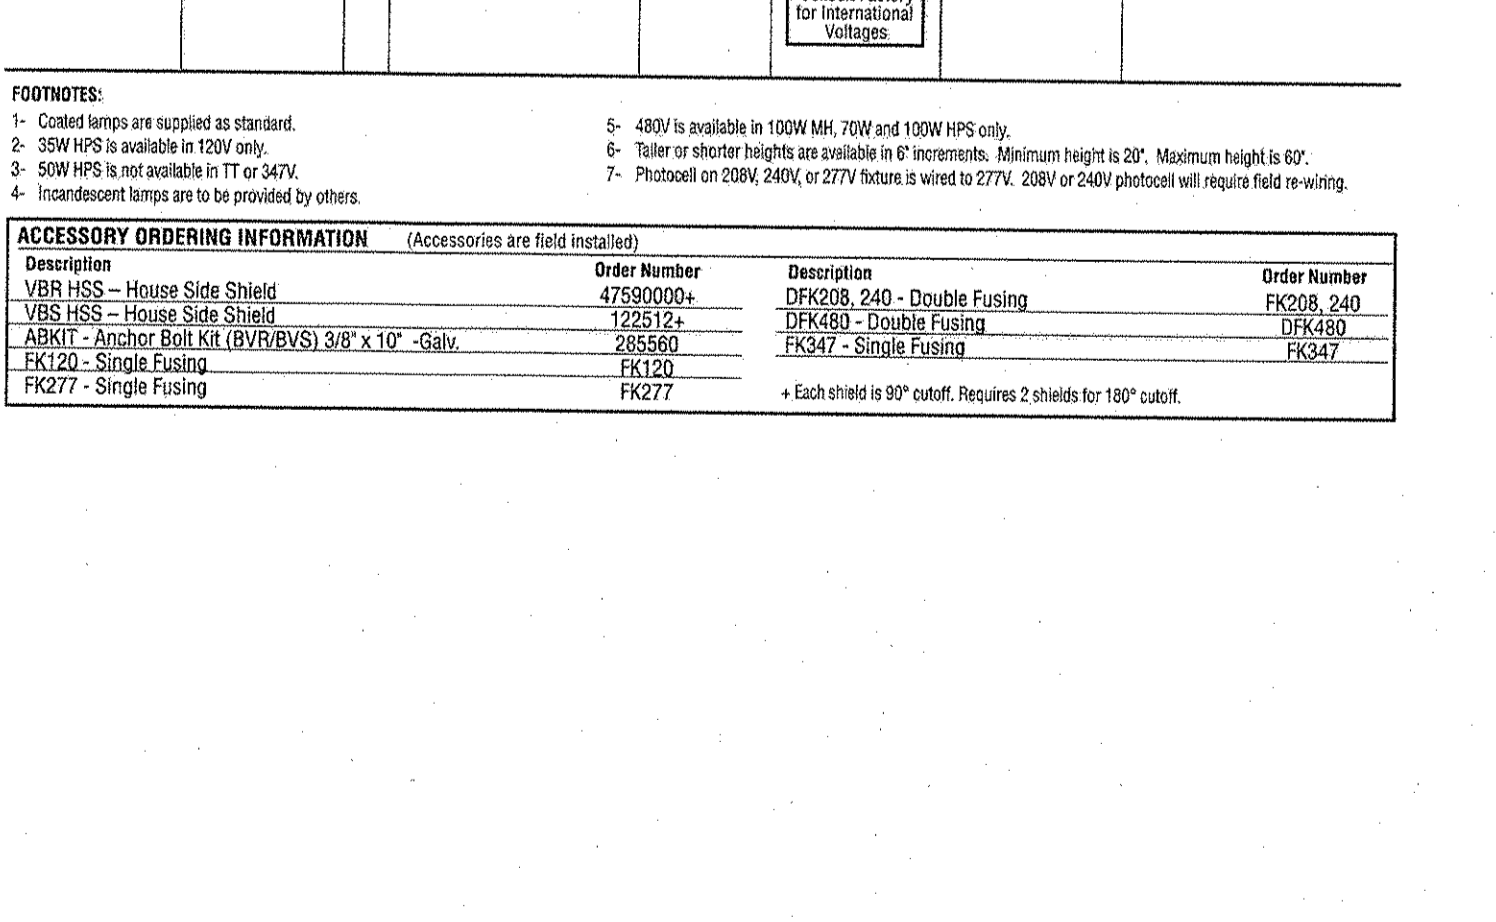 for International
Voltages
FOOTNOTES:
1- Coated lamps are supplied as standard.
2- 35W HPS is available in 120V only.
3- 50W HPS is not available in TT or 347V.
4- Incandescent lamps are to be provided by others.
5- 480V is available in 100W MH, 70W and 100W HPS only.
6- Taller or shorter heights are available in 6" increments. Minimum height is 20". Maximum height is 60".
7- Photocell on 208V, 240V, or 277V fixture is wired to 277V. 208V or 240V photocell will require field re-wiring.
ACCESSORY ORDERING INFORMATION (Accessories are field installed)
Description Order Number
VBR HSS – House Side Shield 47590000+
VBS HSS – House Side Shield 122512+
ABKIT - Anchor Bolt Kit (BVR/BVS) 3/8" x 10" -Galv. 285560
FK120 - Single Fusing FK120
FK277 - Single Fusing FK277
Description Order Number
DFK208, 240 - Double Fusing FK208, 240
DFK480 - Double Fusing DFK480
FK347 - Single Fusing FK347
+ Each shield is 90° cutoff. Requires 2 shields for 180° cutoff.